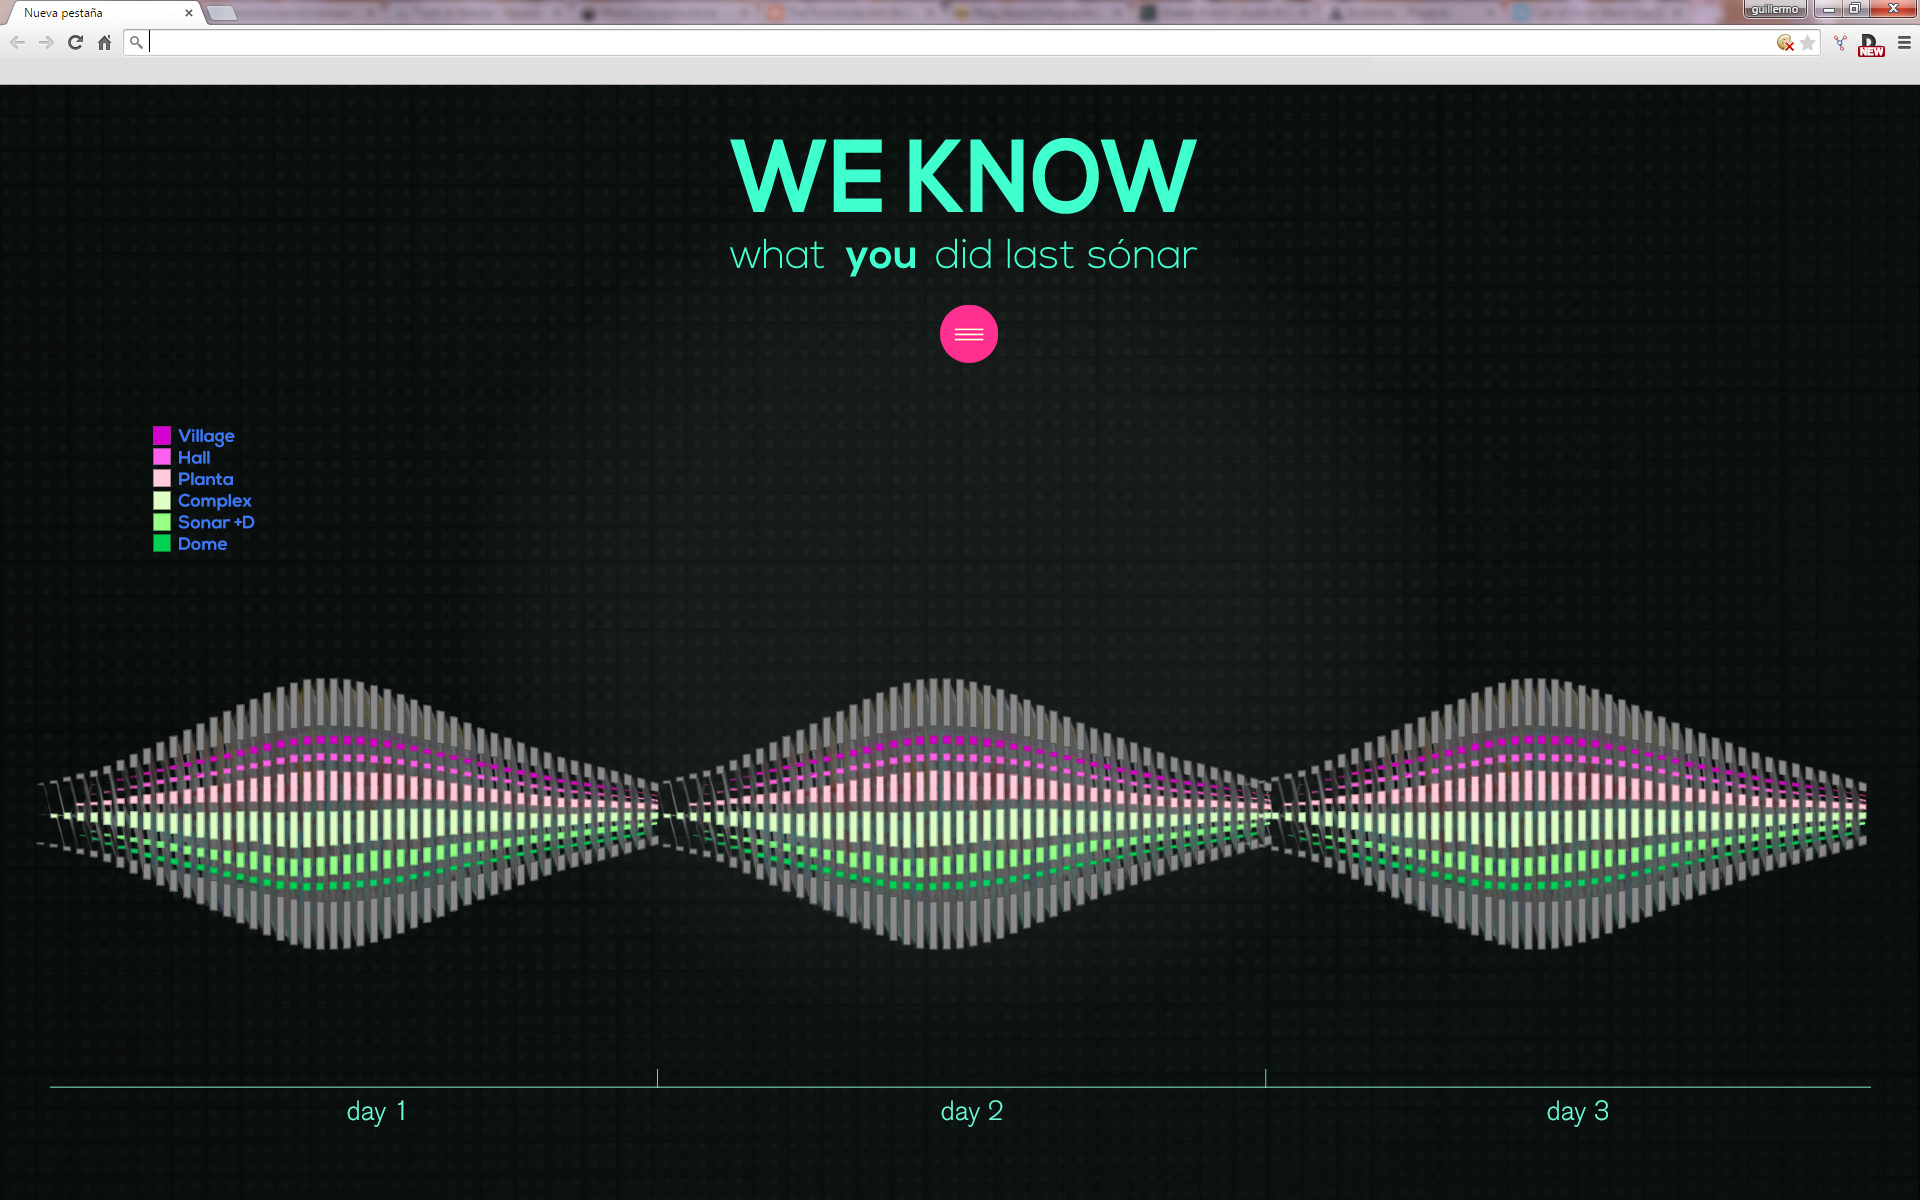 Nueva pestaña
guillermo
NEW
WE KNOW
what you did last sónar
Village
Hall
Planta
Complex
Sonar +D
Dome
day 1
day 2
day 3